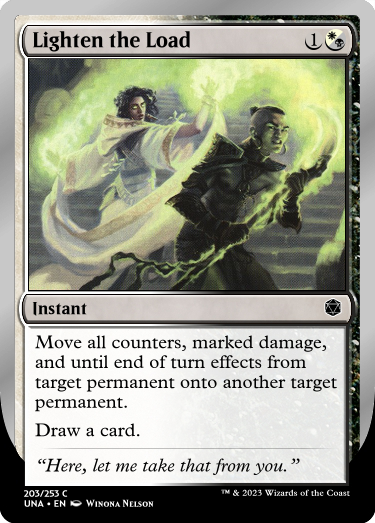 Lighten the Load 1
Instant
Move all counters, marked damage,
and until end of turn effects from
target permanent onto another target
permanent.
Draw a card.
“Here, let me take that from you.”
203/253 C
UNA • EN Winona Nelson
™ & 2023 Wizards of the Coast